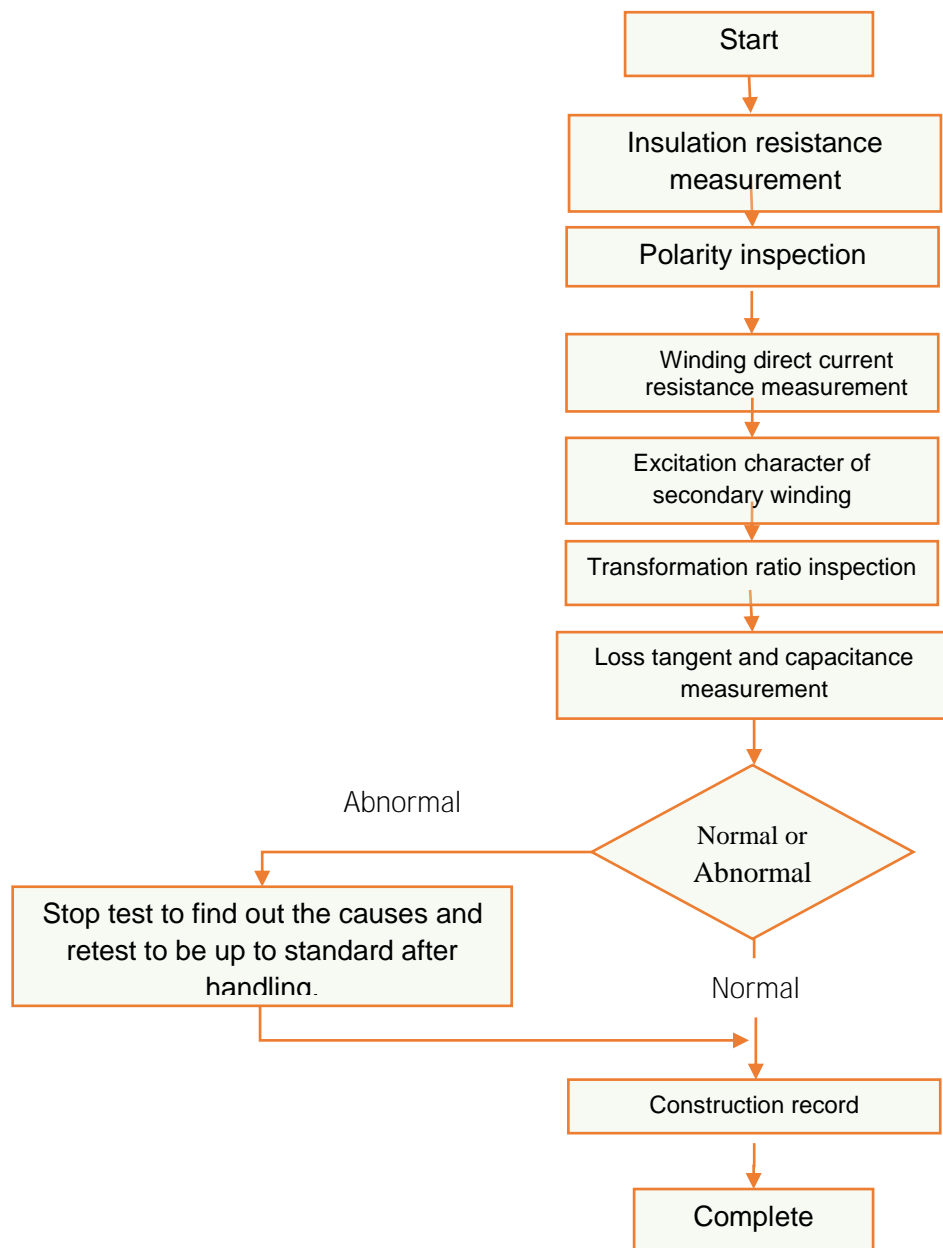 Start
Insulation resistance
measurement
Polarity inspection
Winding direct current
resistance measurement
Excitation character of
secondary winding
Transformation ratio inspection
Loss tangent and capacitance
measurement
Abnormal
Normal or
Abnormal
Stop test to find out the causes and
retest to be up to standard after
handling.
Normal
Construction record
Complete